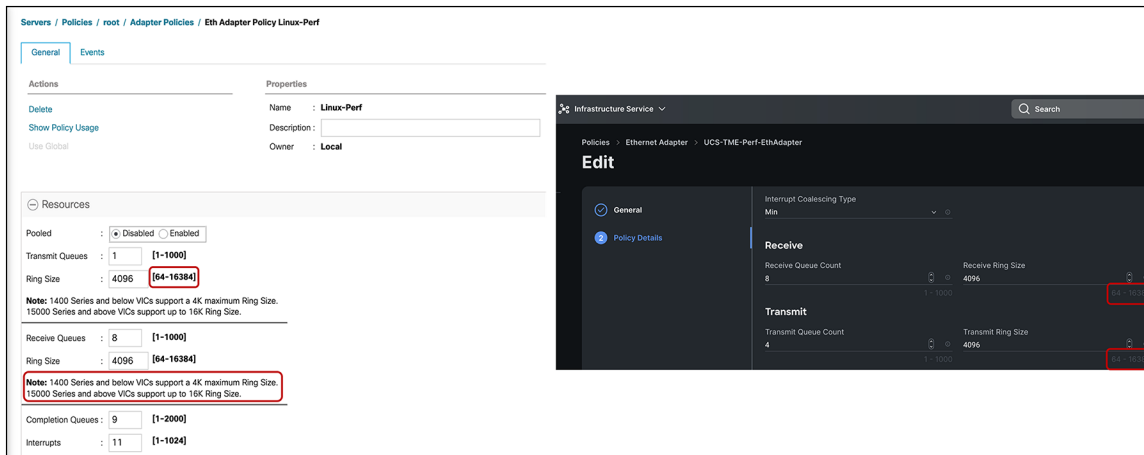 Servers / Policies / root / Adapter Policies / Eth Adapter Policy Linux-Perf
General Events
Actions
Delete
Show Policy Usage
Use Global
Properties
Name : Linux-Perf
Description :
Owner : Local
Resources
Pooled : Disabled Enabled
Transmit Queues : 1 [1-1000]
Ring Size : 4096 [64-16384]
Note: 1400 Series and below VICs support a 4K maximum Ring Size.
15000 Series and above VICs support up to 16K Ring Size.
Receive Queues : 8 [1-1000]
Ring Size : 4096 [64-16384]
Note: 1400 Series and below VICs support a 4K maximum Ring Size.
15000 Series and above VICs support up to 16K Ring Size.
Completion Queues : 9 [1-2000]
Interrupts : 11 [1-1024]
Infrastructure Service
Search
Policies > Ethernet Adapter > UCS-TME-Perf-EthAdapter
Edit
General
2 Policy Details
Interrupt Coalescing Type
Min
Receive
Receive Queue Count Receive Ring Size
8 4096
1 - 1000 64 - 1638
Transmit
Transmit Queue Count Transmit Ring Size
4 4096
1 - 1000 64 - 1638